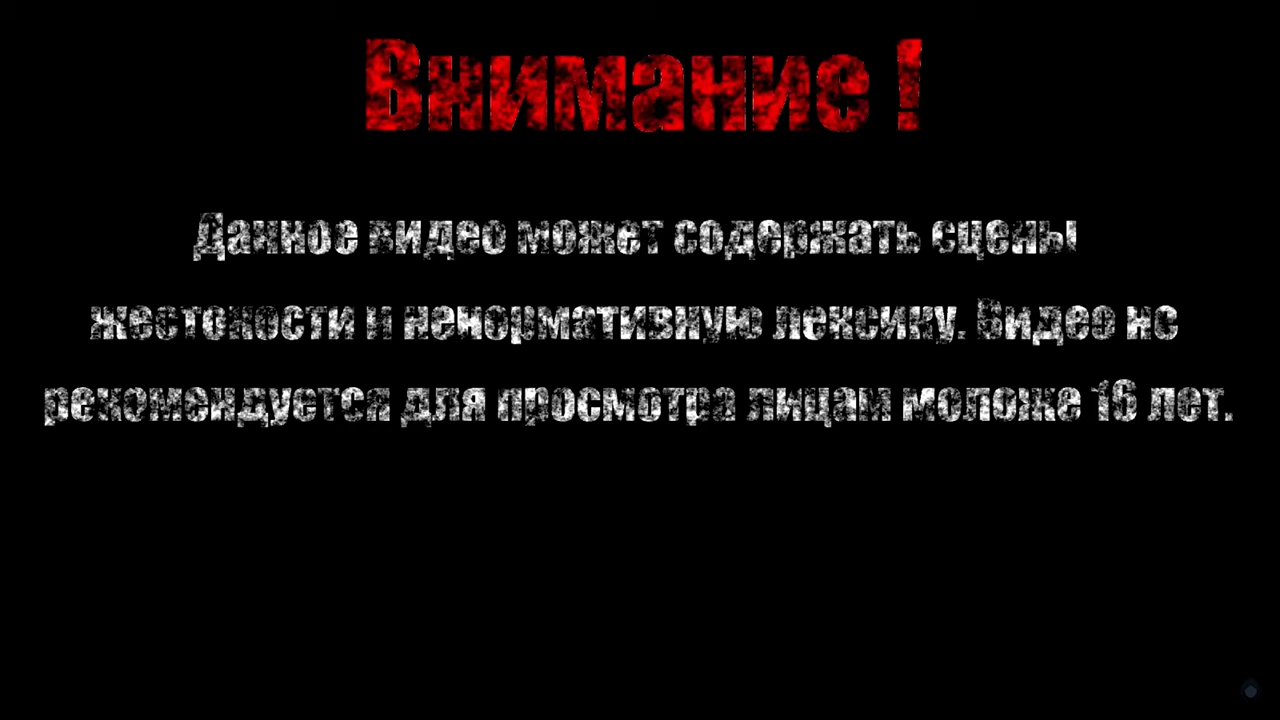 Внимание !
Данное видео может содержать сцены
жестокости и ненормативную лексику. Видео не
рекомендуется для просмотра лицам моложе 16 лет.